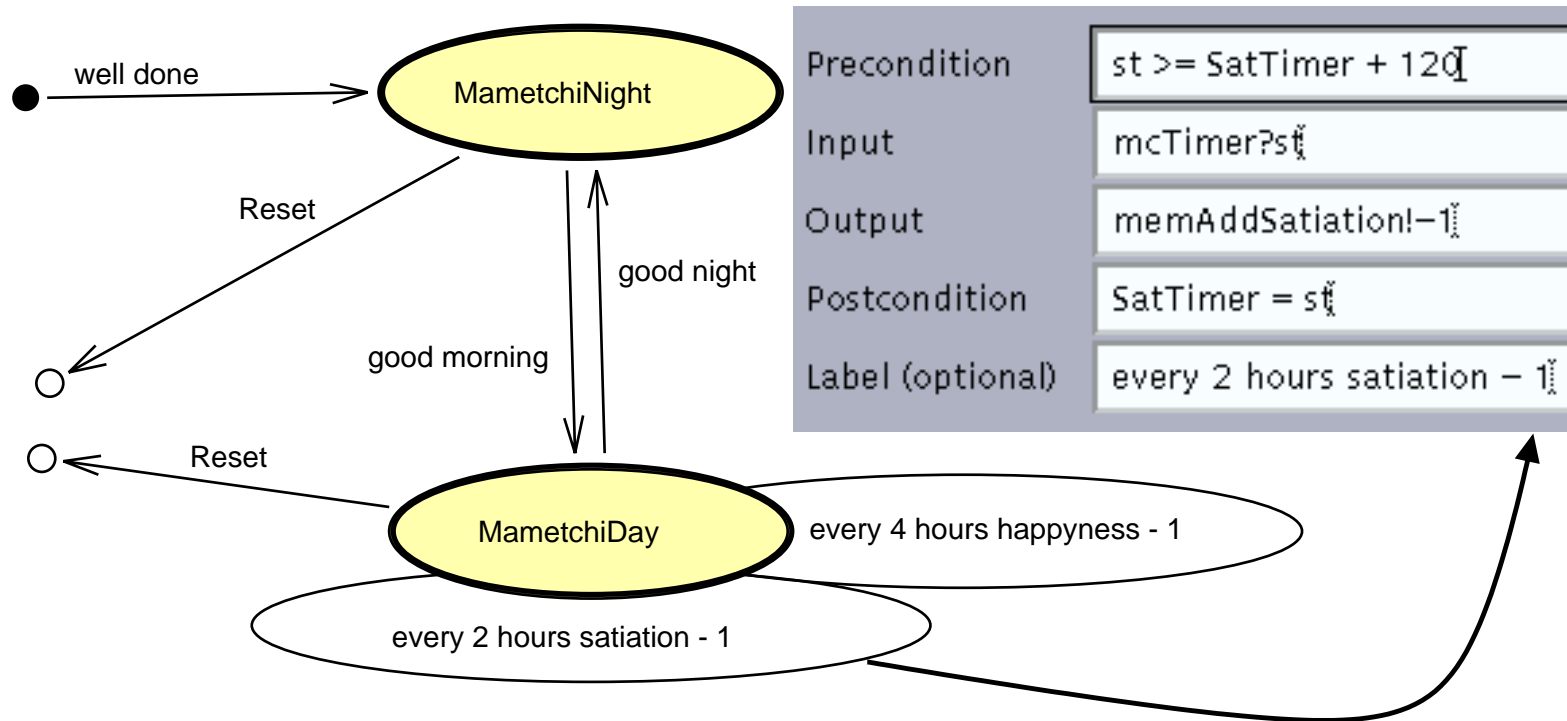 well done
MametchiNight
Reset
good night
good morning
Reset
MametchiDay
every 4 hours happyness - 1
every 2 hours satiation - 1
Precondition st >= SatTimer + 120
Input mcTimer?st
Output memAddSatiation!−1
Postcondition SatTimer = st
Label (optional) every 2 hours satiation − 1